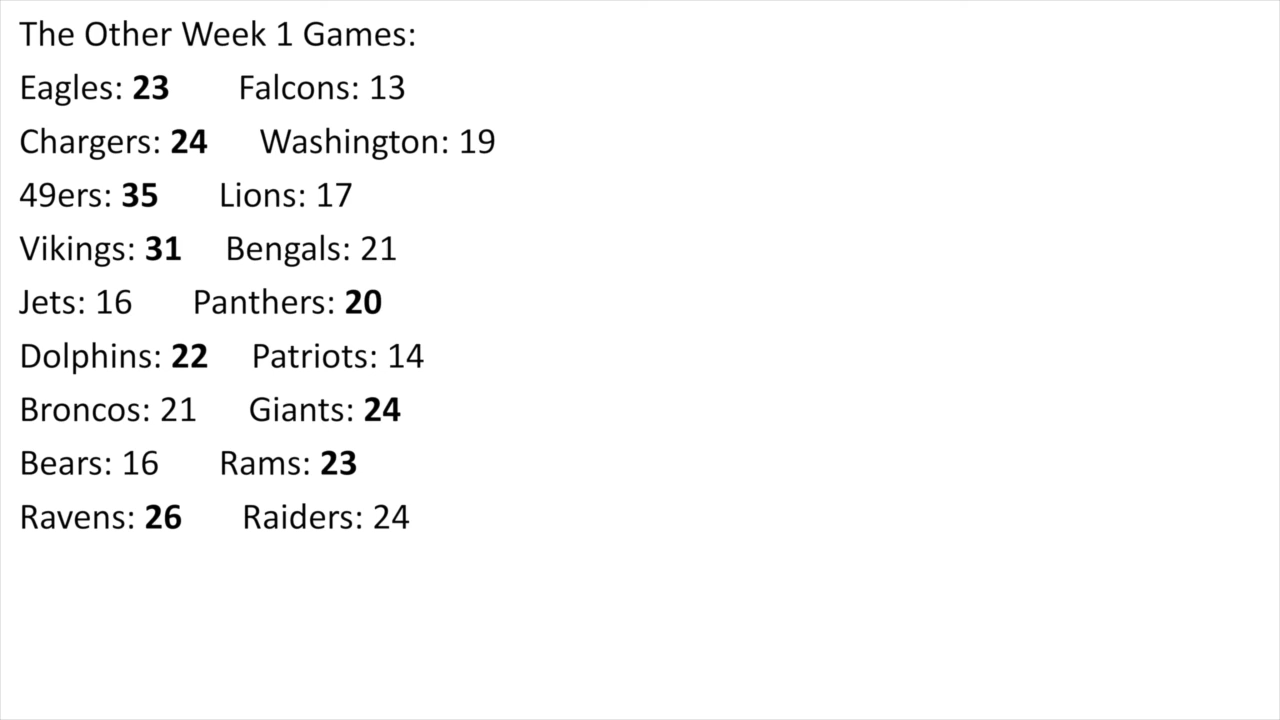 The Other Week 1 Games:
Eagles: 23 Falcons: 13
Chargers: 24 Washington: 19
49ers: 35 Lions: 17
Vikings: 31 Bengals: 21
Jets: 16 Panthers: 20
Dolphins: 22 Patriots: 14
Broncos: 21 Giants: 24
Bears: 16 Rams: 23
Ravens: 26 Raiders: 24